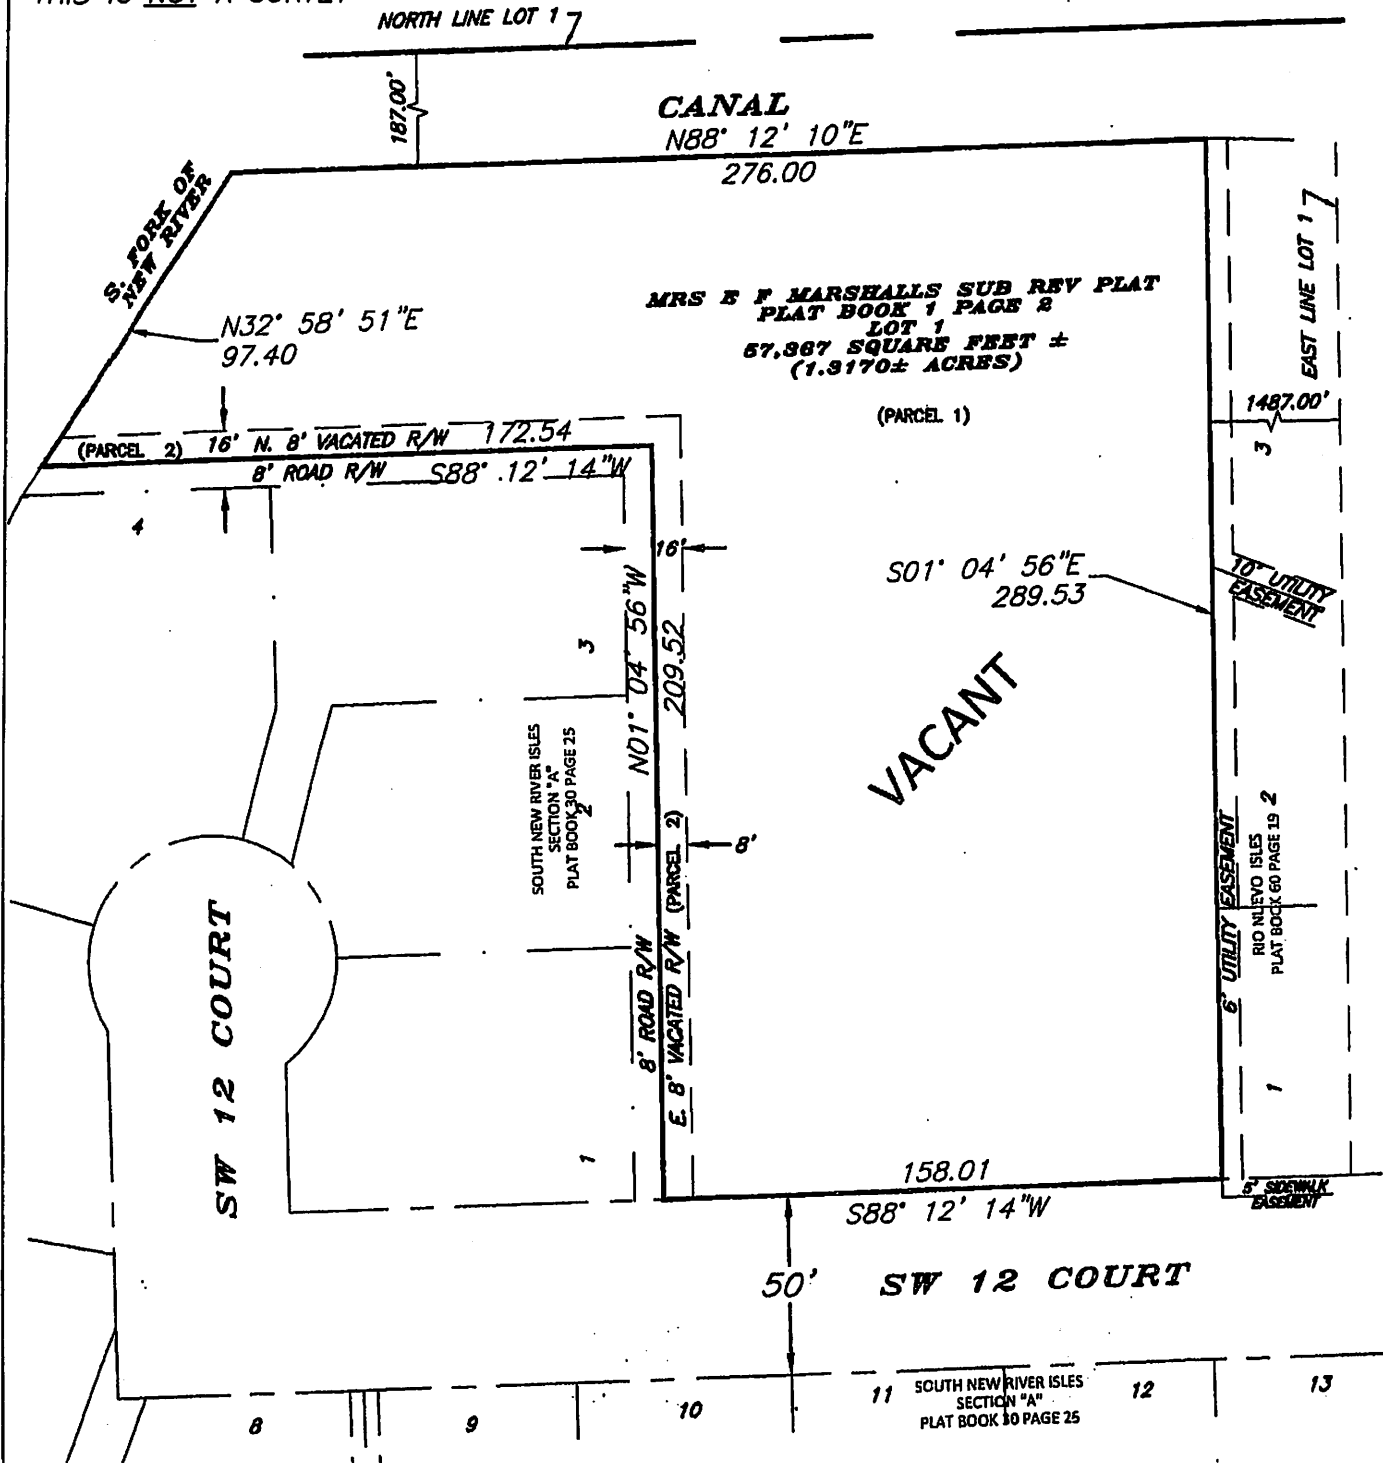 THIS IS NOT A SURVEY
NORTH LINE LOT 1
187.00'
CANAL
N88° 12' 10"E
276.00
S. FORK OF
NEW RIVER
N32° 58' 51"E
97.40
MRS E F MARSHALLS SUB REV PLAT
PLAT BOOK 1 PAGE 2
LOT 1
57,367 SQUARE FEET ±
(1.3170± ACRES)
(PARCEL 1)
EAST LINE LOT 1
1487.00'
3
(PARCEL 2) 16' N. 8' VACATED R/W 172.54
8' ROAD R/W S88° 12' 14"W
4
16'
S01° 04' 56"E
289.53
10' UTILITY
EASEMENT
N01° 04' 56"W
209.52
3
VACANT
SOUTH NEW RIVER ISLES
SECTION "A"
PLAT BOOK 30 PAGE 25
2
8'
8' ROAD R/W
E. 8' VACATED R/W (PARCEL 2)
6' UTILITY EASEMENT
RIO NUEVO ISLES
PLAT BOOK 60 PAGE 19
2
SW 12 COURT
1
1
158.01
S88° 12' 14"W
5' SIDEWALK
EASEMENT
50'
SW 12 COURT
8
9
10
11
SOUTH NEW RIVER ISLES
SECTION "A"
PLAT BOOK 30 PAGE 25
12
13